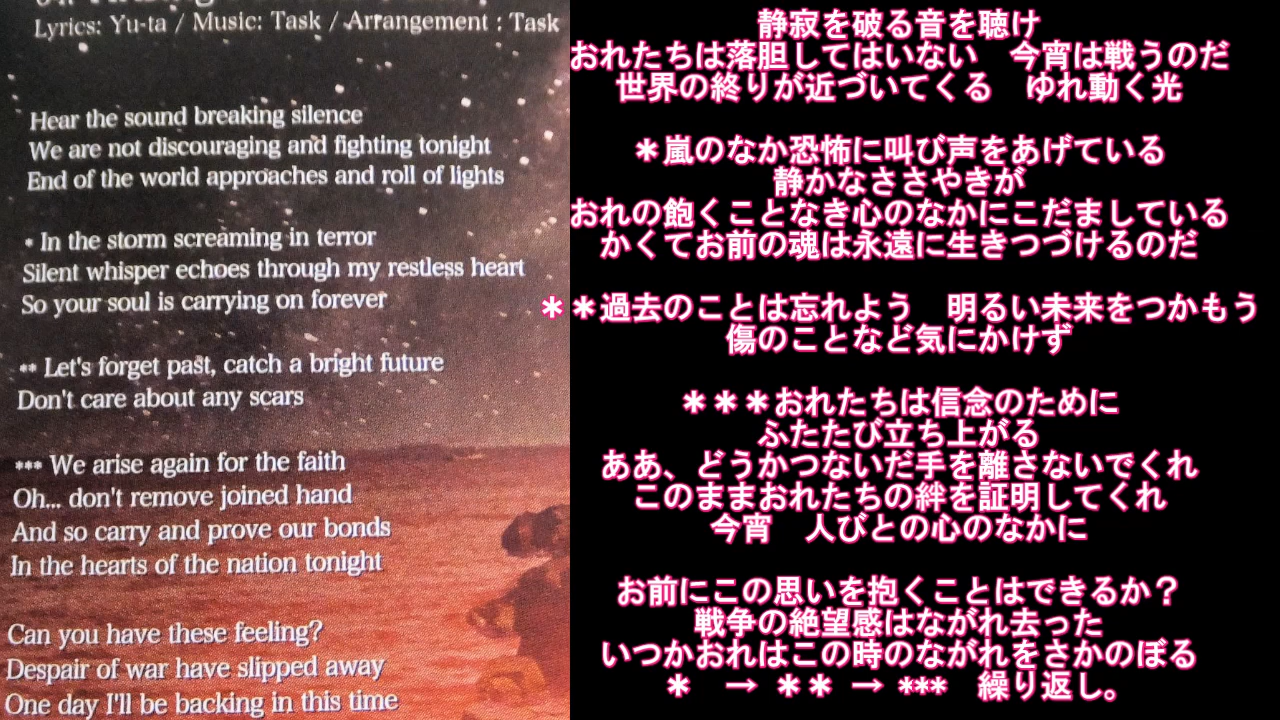 Lyrics: Yu-ta / Music: Task / Arrangement : Task
Hear the sound breaking silence
We are not discouraging and fighting tonight
End of the world approaches and roll of lights
* In the storm screaming in terror
Silent whisper echoes through my restless heart
So your soul is carrying on forever
** Let's forget past, catch a bright future
Don't care about any scars
*** We arise again for the faith
Oh... don't remove joined hand
And so carry and prove our bonds
In the hearts of the nation tonight
Can you have these feeling?
Despair of war have slipped away
One day I'll be backing in this time
静寂を破る音を聴け
おれたちは落胆してはいない　今宵は戦うのだ
世界の終りが近づいてくる　ゆれ動く光
＊嵐のなか恐怖に叫び声をあげている
静かなささやきが
おれの飽くことなき心のなかにこだましている
かくてお前の魂は永遠に生きつづけるのだ
＊＊過去のことは忘れよう　明るい未来をつかもう
傷のことなど気にかけず
＊＊＊おれたちは信念のために
ふたたび立ち上がる
ああ、どうかつないだ手を離さないでくれ
このままおれたちの絆を証明してくれ
今宵　人びとの心のなかに
お前にこの思いを抱くことはできるか？
戦争の絶望感はながれ去った
いつかおれはこの時のながれをさかのぼる
＊　→ ＊＊ → ***　繰り返し。